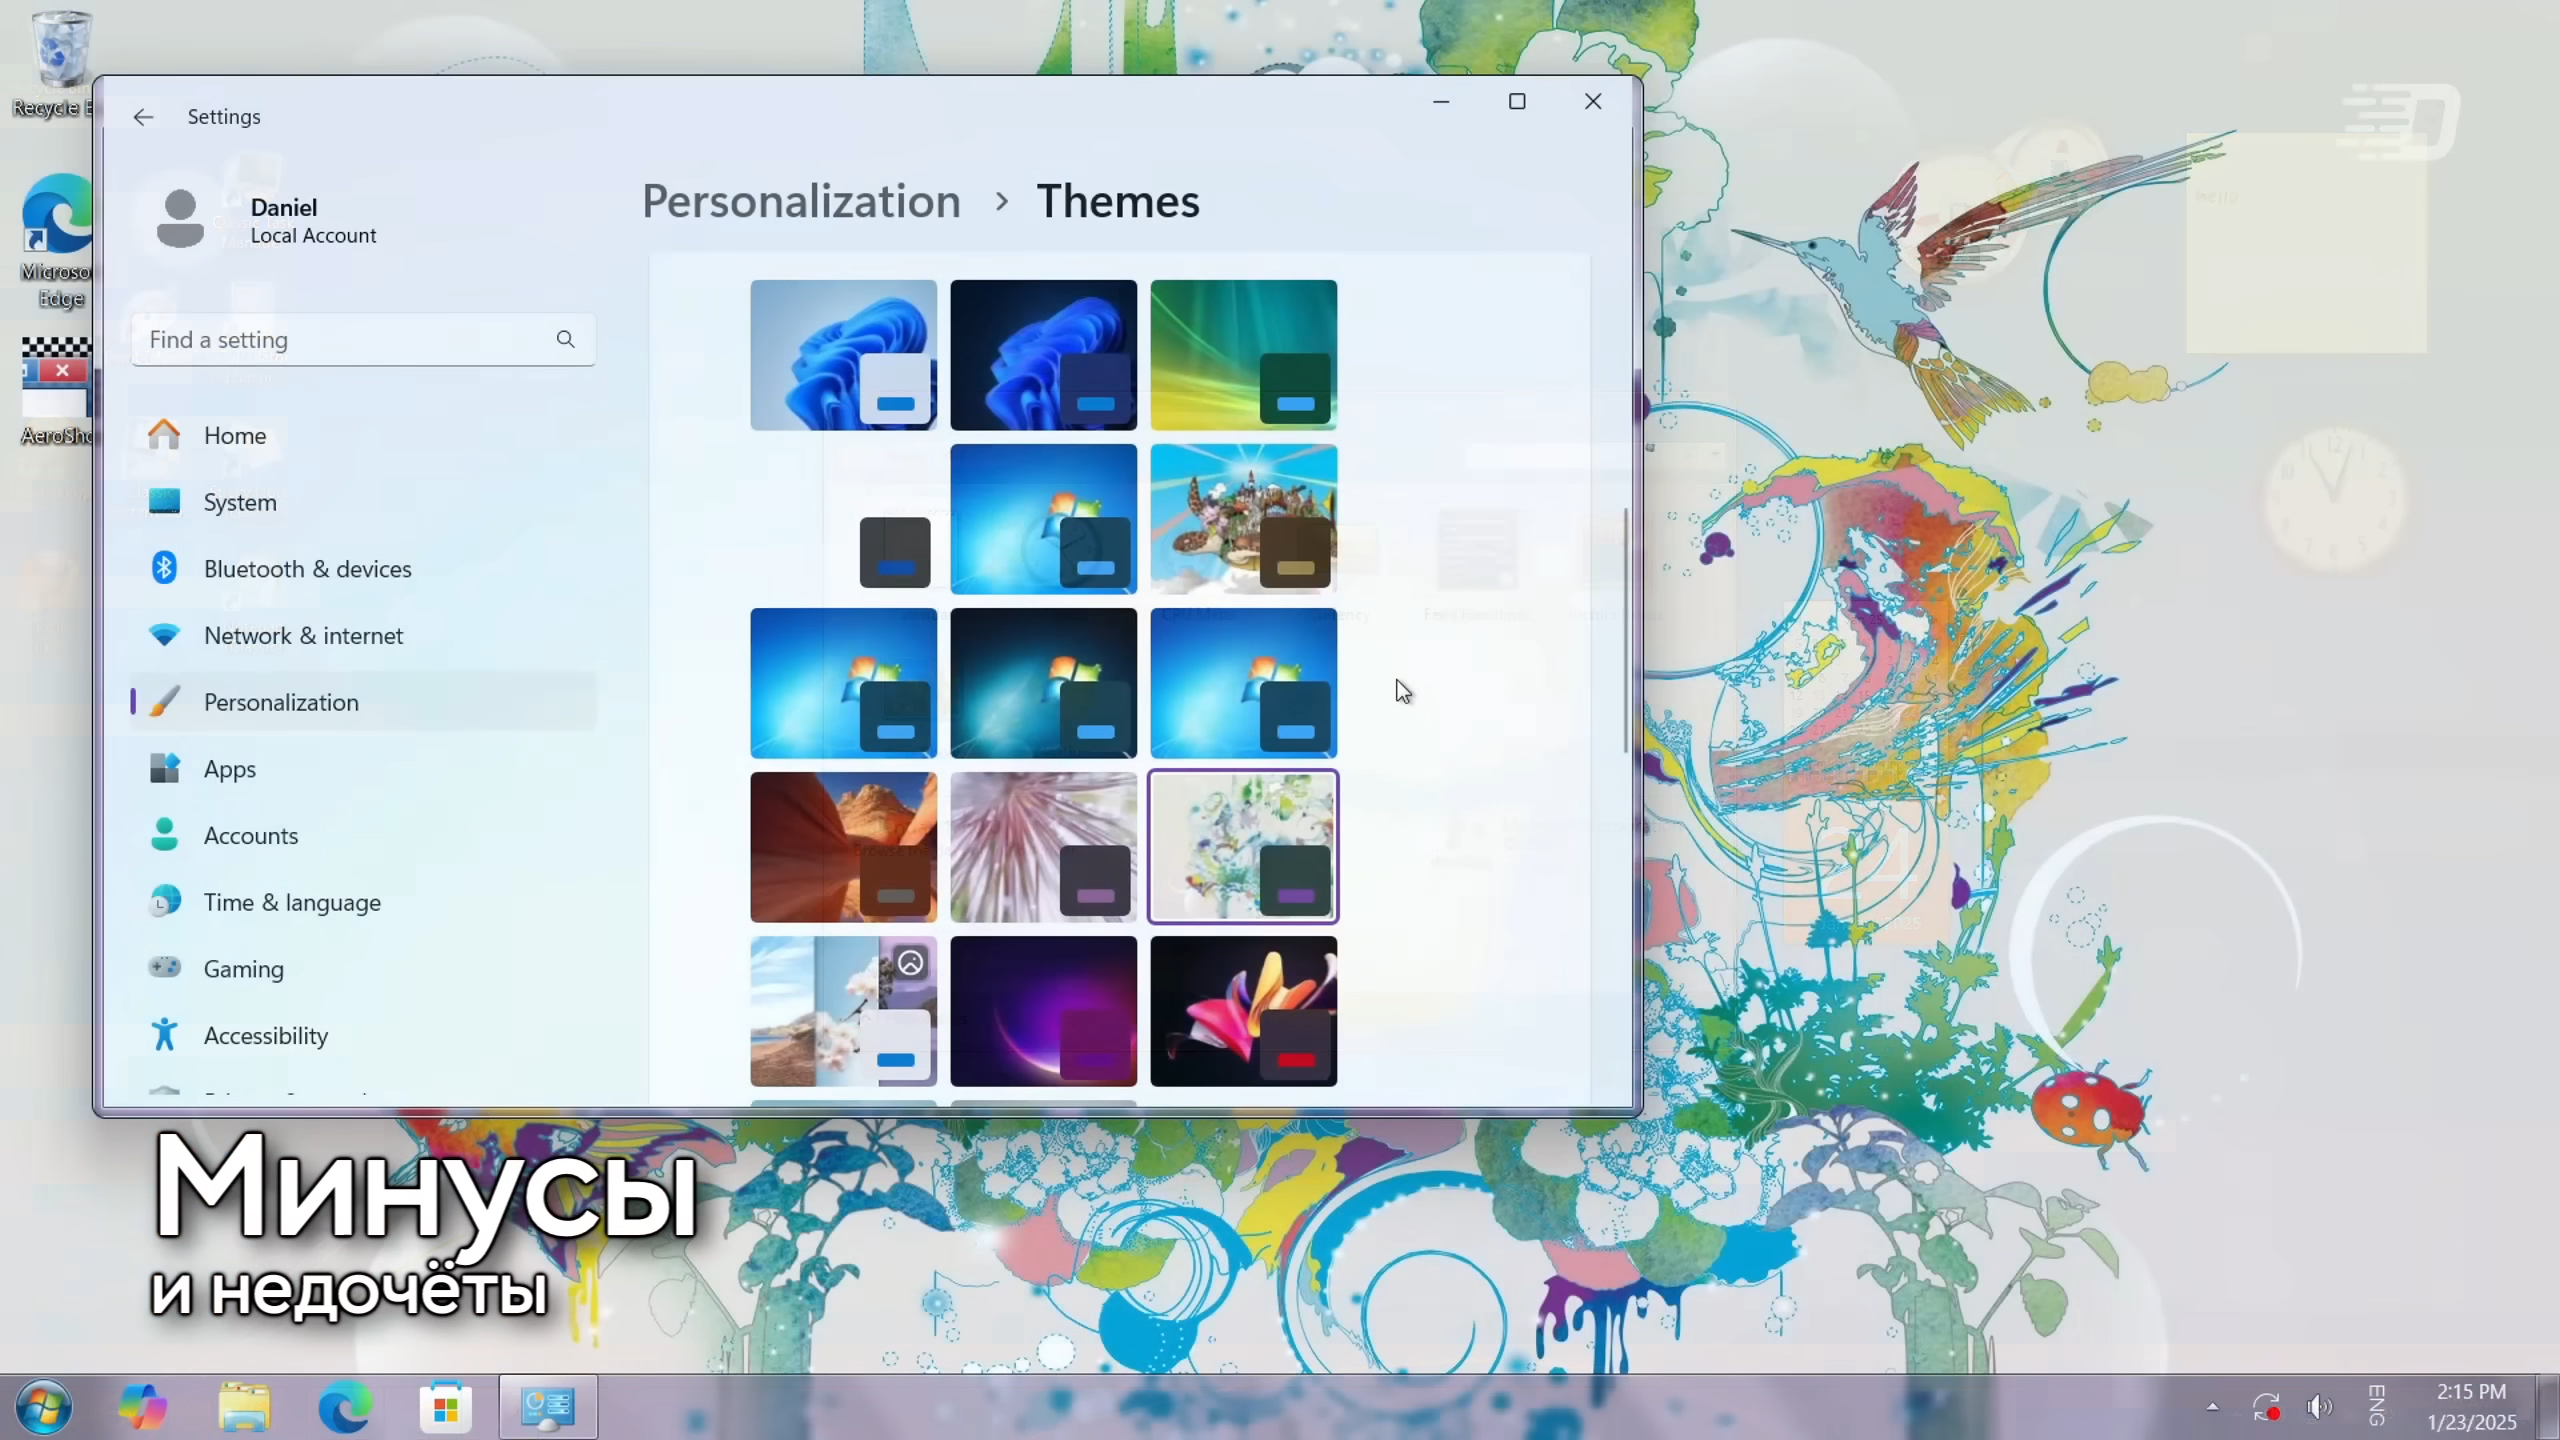 Recycle B
Microso
Edge
AeroSho
Settings
Daniel
Local Account
Find a setting
Home
System
Bluetooth & devices
Network & internet
Personalization
Apps
Accounts
Time & language
Gaming
Accessibility
Personalization > Themes
hello
Минусы
и недочёты
ENG
2:15 PM
1/23/2025